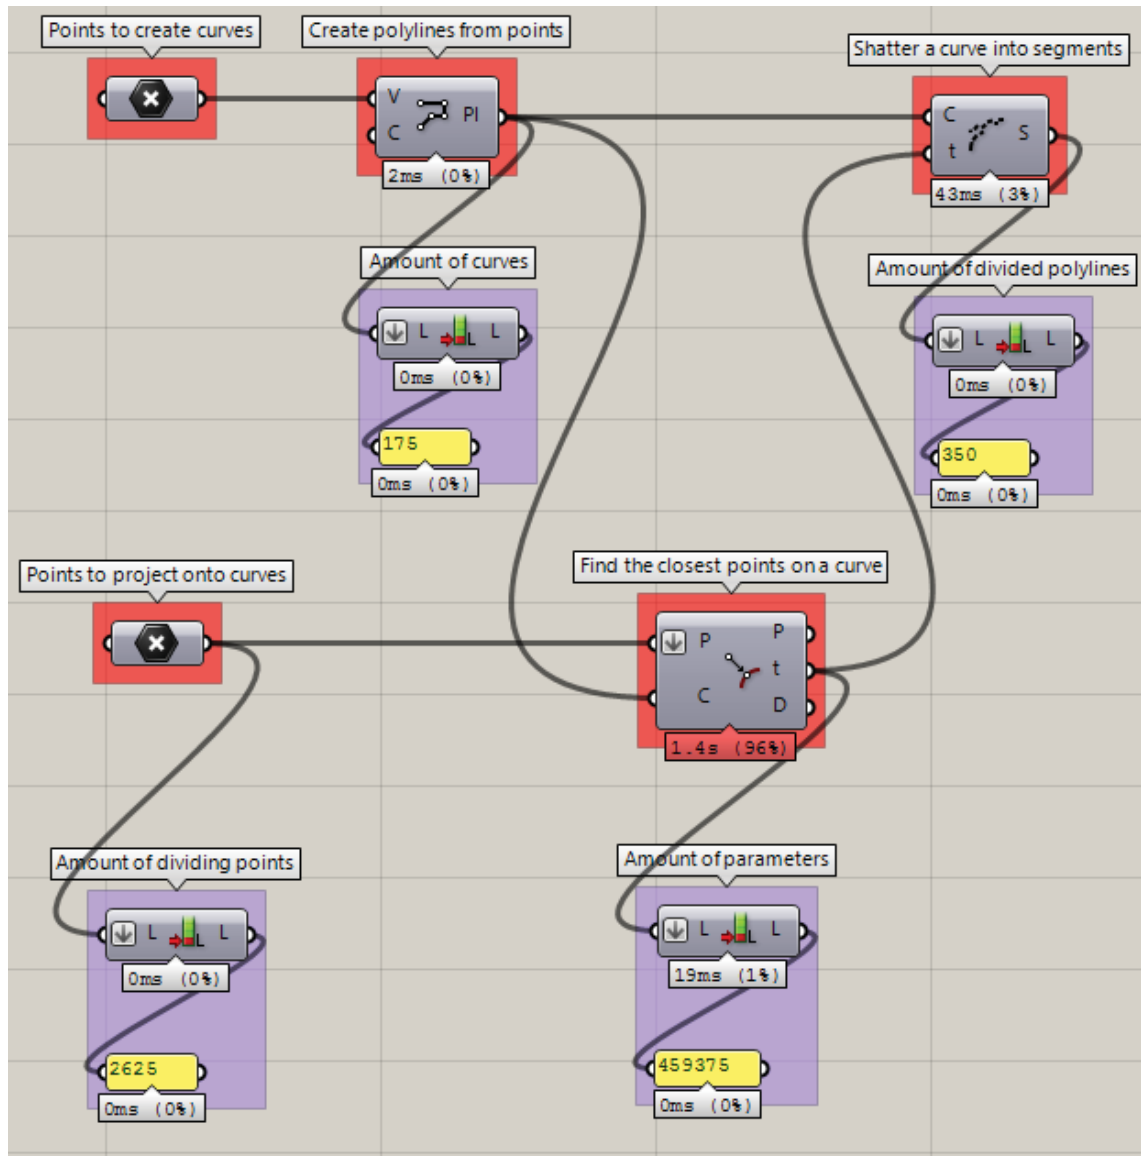 Points to create curves
Create polylines from points
Shatter a curve into segments
V
C
Pl
2ms (0%)
C
t
S
43ms (3%)
Amount of curves
L
L
L
0ms (0%)
175
0ms (0%)
Amount of divided polylines
L
L
L
0ms (0%)
350
0ms (0%)
Points to project onto curves
Find the closest points on a curve
P
C
P
t
D
1.4s (96%)
Amount of dividing points
L
L
L
0ms (0%)
2625
0ms (0%)
Amount of parameters
L
L
L
19ms (1%)
459375
0ms (0%)